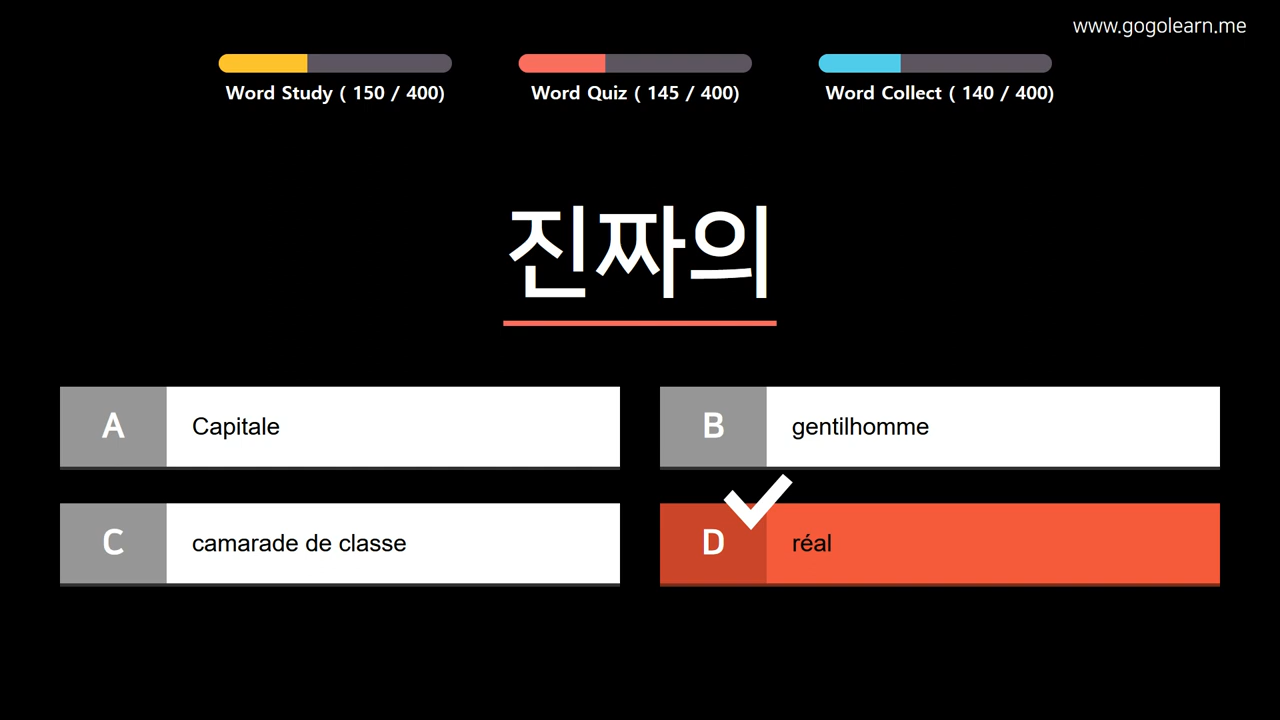 www.gogolearn.me
Word Study ( 150 / 400)
Word Quiz ( 145 / 400)
Word Collect ( 140 / 400)
진짜의
A Capitale
B gentilhomme
C camarade de classe
D réal